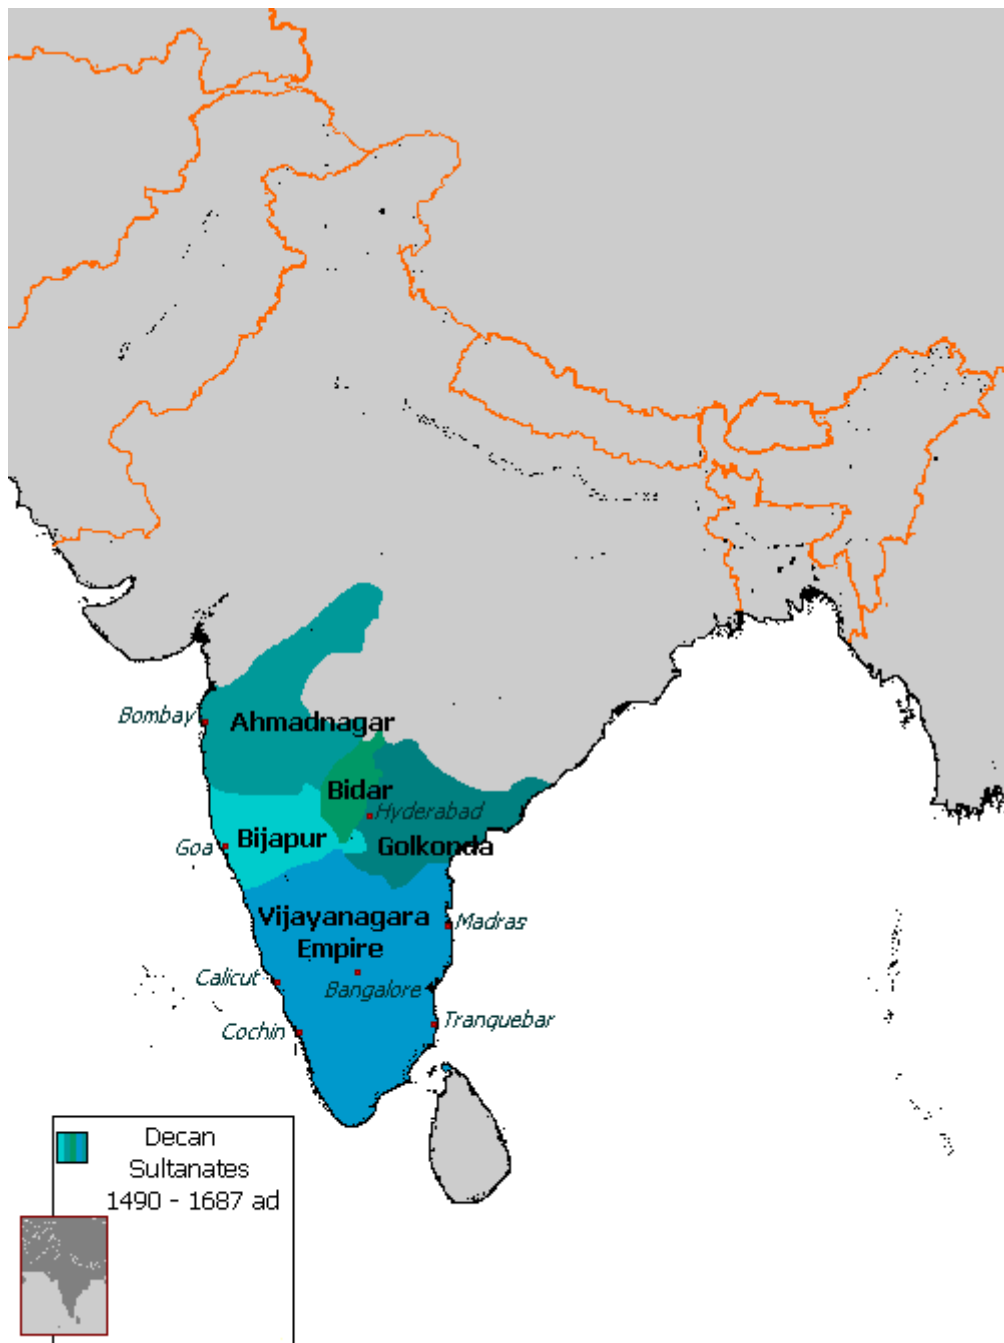 Bombay
Ahmadnagar
Bidar
Hyderabad
Bijapur
Golkonda
Goa
Vijayanagara
Empire
Madras
Calicut
Bangalore
Cochin
Tranquebar
Decan
Sultanates
1490 - 1687 ad